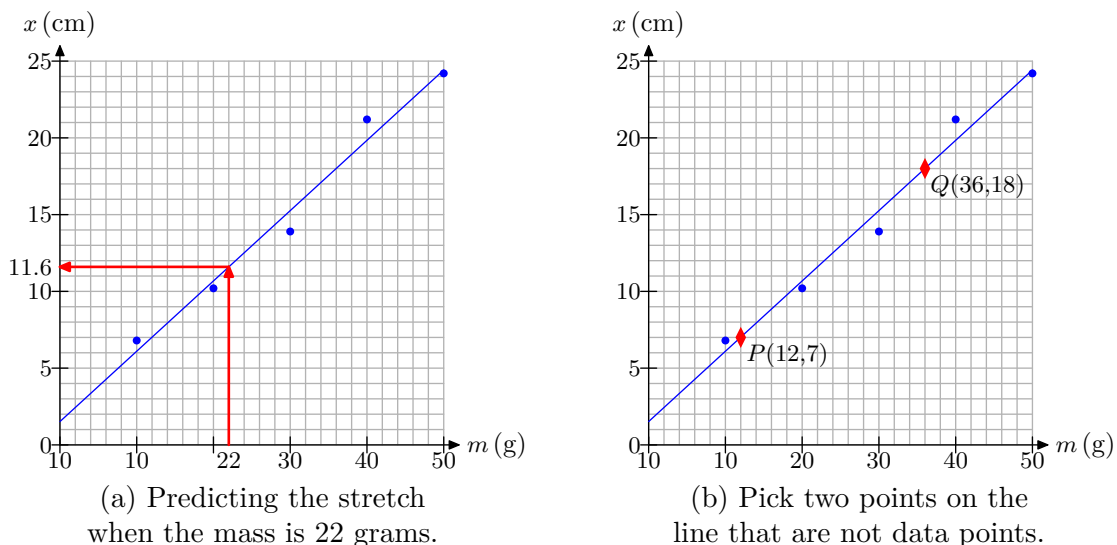 x (cm)
25
20
15
11.6
10
5
0
10 10 22 30 40 50
m (g)
(a) Predicting the stretch
when the mass is 22 grams.
x (cm)
25
20
15
10
5
0
Q(36,18)
P(12,7)
10 10 20 30 40 50
m (g)
(b) Pick two points on the
line that are not data points.